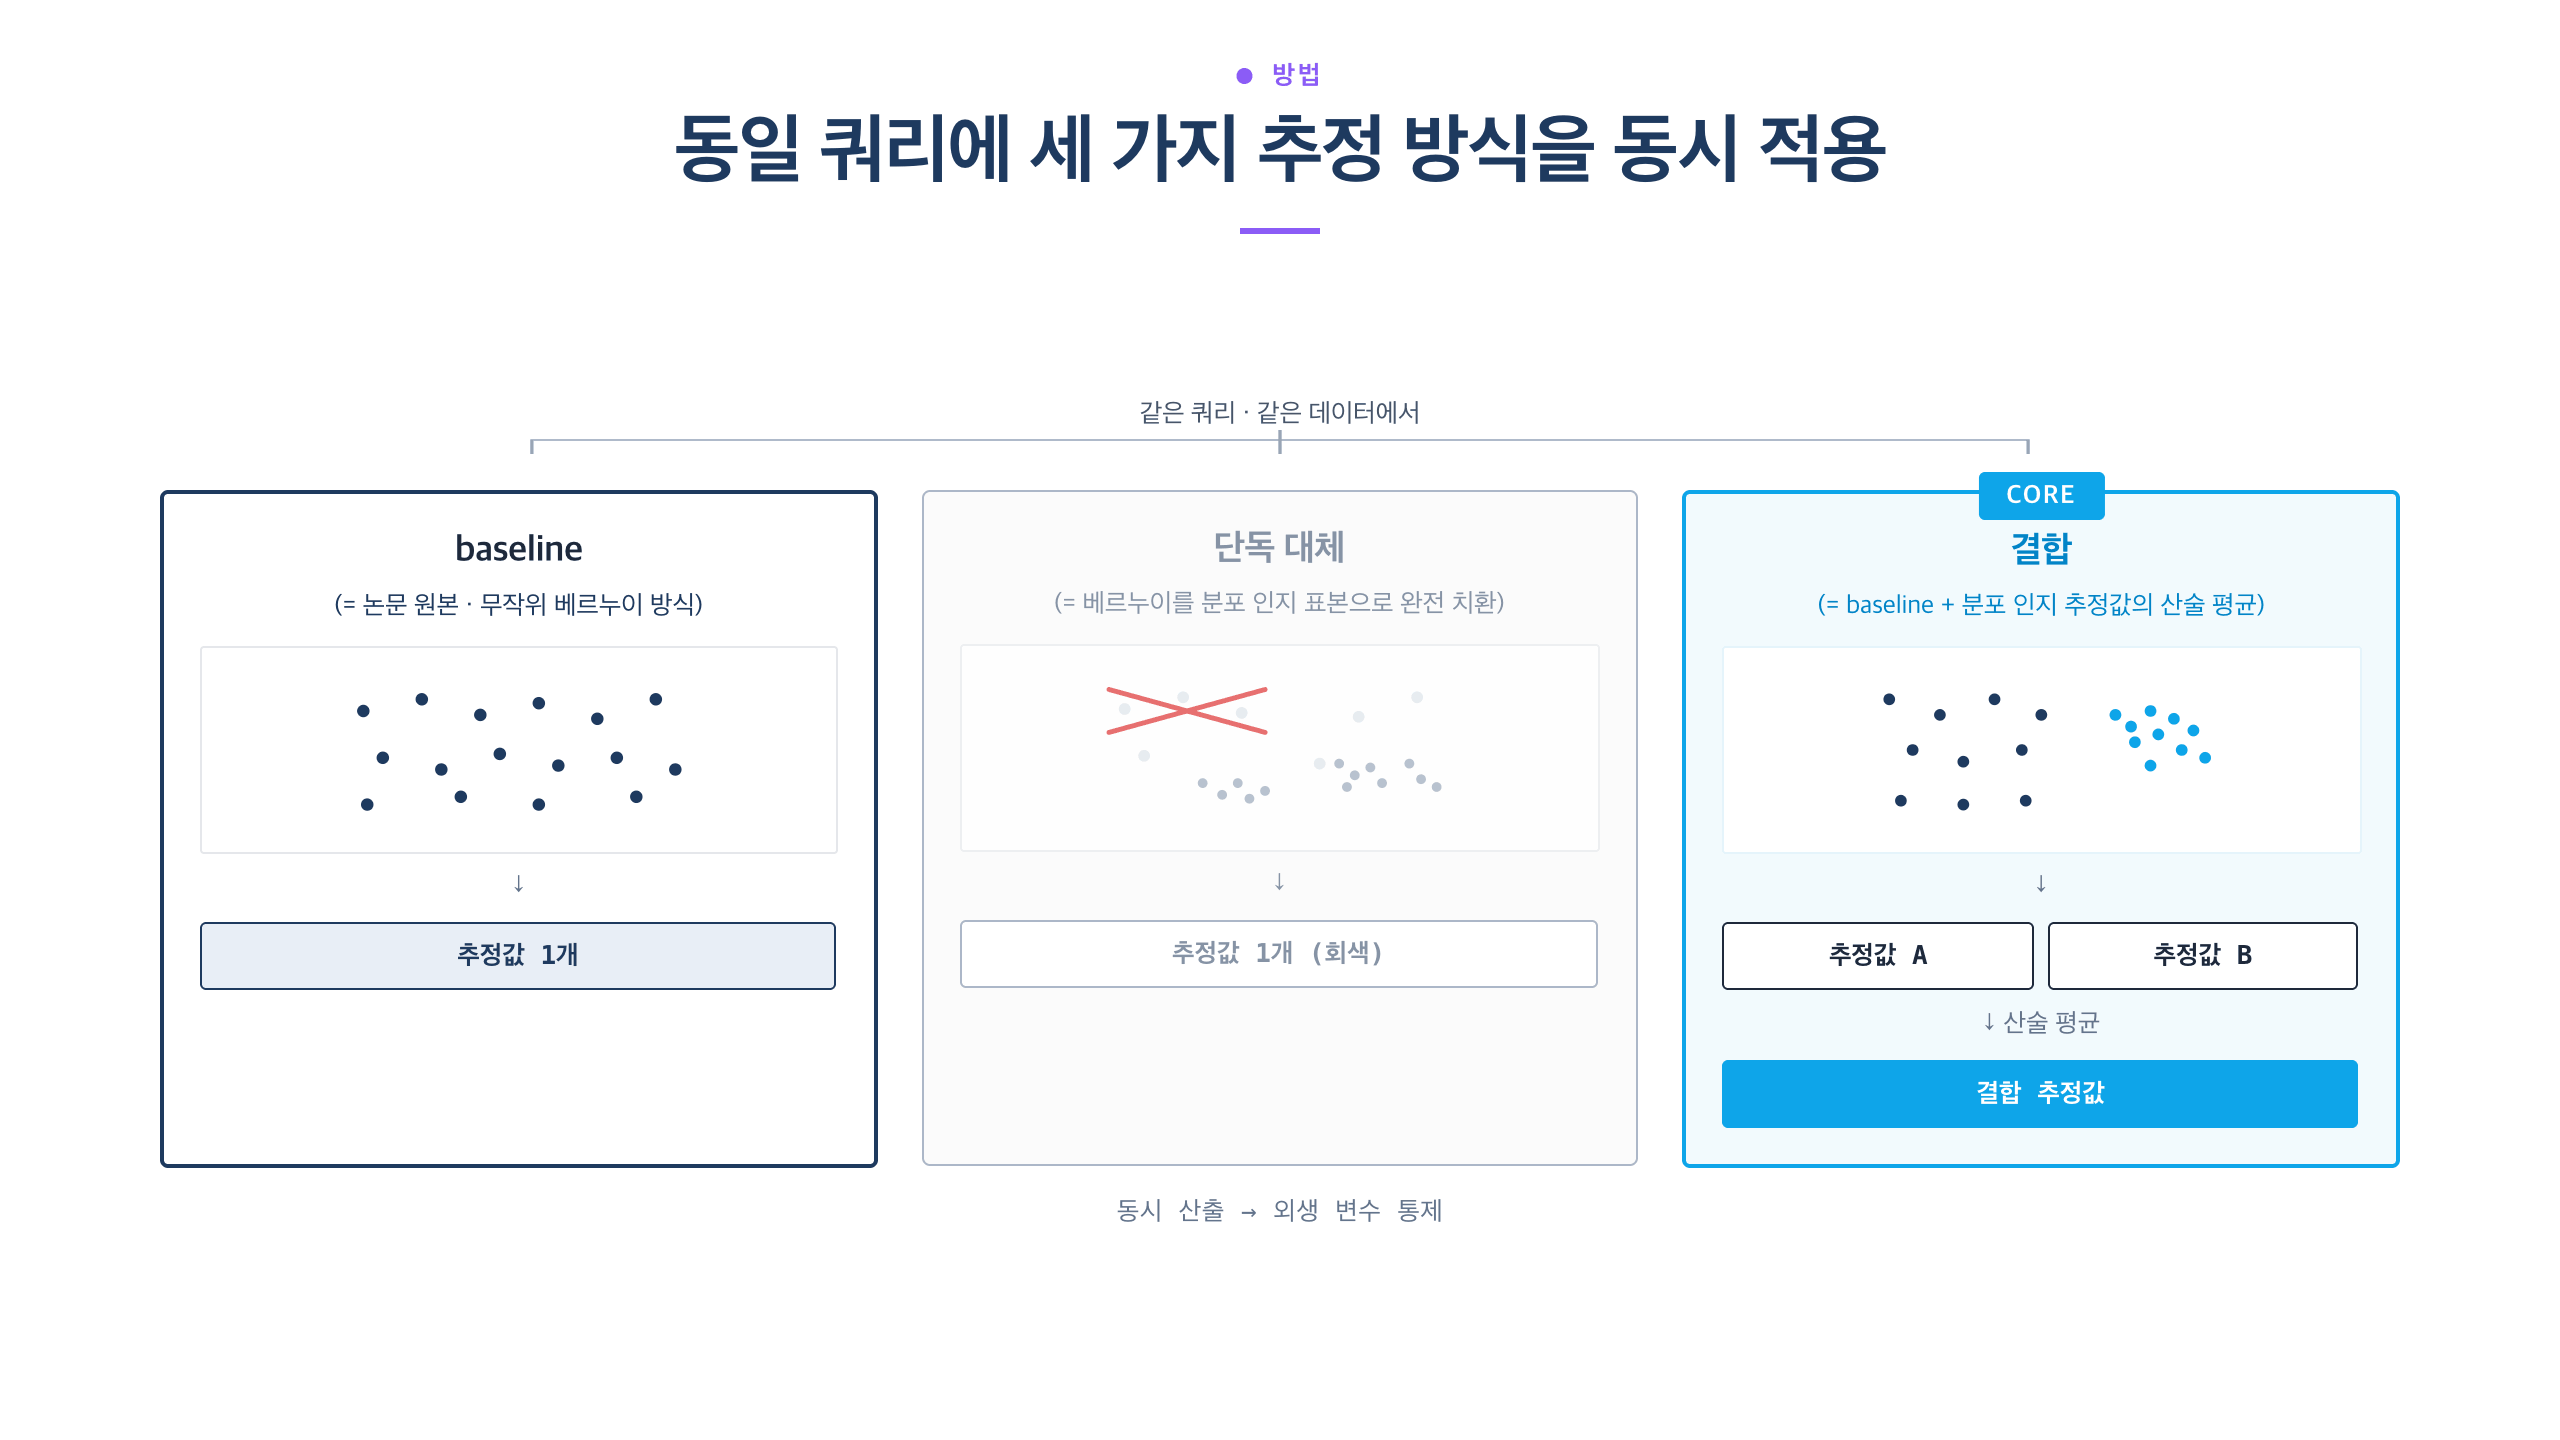 ● 방법
동일 쿼리에 세 가지 추정 방식을 동시 적용
같은 쿼리 · 같은 데이터에서
baseline
(= 논문 원본 · 무작위 베르누이 방식)
↓
추정값 1개
단독 대체
(= 베르누이를 분포 인지 표본으로 완전 치환)
↓
추정값 1개 (회색)
CORE
결합
(= baseline + 분포 인지 추정값의 산술 평균)
↓
추정값 A
추정값 B
↓ 산술 평균
결합 추정값
동시 산출 → 외생 변수 통제